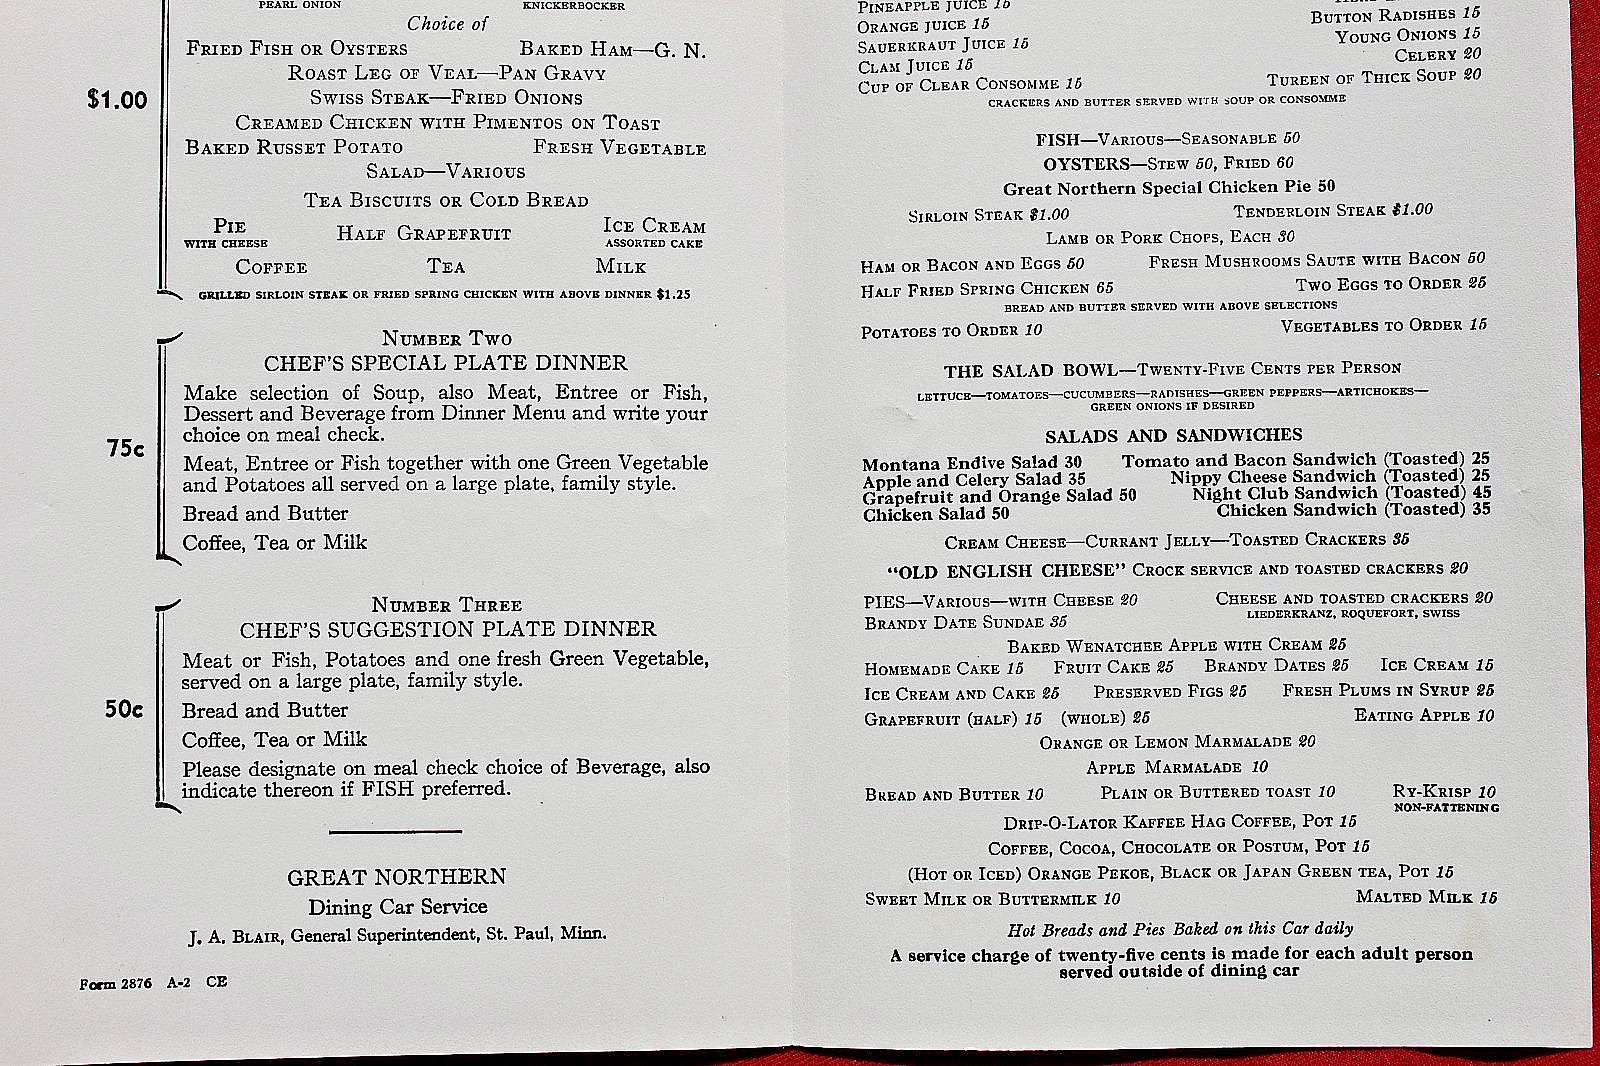 PEARL ONION KNICKERBOCKER
Choice of
FRIED FISH OR OYSTERS BAKED HAM—G. N.
ROAST LEG OF VEAL—PAN GRAVY
$1.00
SWISS STEAK—FRIED ONIONS
CREAMED CHICKEN WITH PIMENTOS ON TOAST
BAKED RUSSET POTATO FRESH VEGETABLE
SALAD—VARIOUS
TEA BISCUITS OR COLD BREAD
PIE HALF GRAPEFRUIT ICE CREAM
WITH CHEESE ASSORTED CAKE
COFFEE TEA MILK
GRILLED SIRLOIN STEAK OR FRIED SPRING CHICKEN WITH ABOVE DINNER $1.25
NUMBER TWO
CHEF'S SPECIAL PLATE DINNER
Make selection of Soup, also Meat, Entree or Fish,
Dessert and Beverage from Dinner Menu and write your
choice on meal check.
75c
Meat, Entree or Fish together with one Green Vegetable
and Potatoes all served on a large plate, family style.
Bread and Butter
Coffee, Tea or Milk
NUMBER THREE
CHEF'S SUGGESTION PLATE DINNER
Meat or Fish, Potatoes and one fresh Green Vegetable,
served on a large plate, family style.
50c
Bread and Butter
Coffee, Tea or Milk
Please designate on meal check choice of Beverage, also
indicate thereon if FISH preferred.
GREAT NORTHERN
Dining Car Service
J. A. BLAIR, General Superintendent, St. Paul, Minn.
Form 2876 A-2 CE
PINEAPPLE JUICE 15
ORANGE JUICE 15 BUTTON RADISHES 15
SAUERKRAUT JUICE 15 YOUNG ONIONS 15
CLAM JUICE 15 CELERY 20
CUP OF CLEAR CONSOMME 15 TUREEN OF THICK SOUP 20
CRACKERS AND BUTTER SERVED WITH SOUP OR CONSOMME
FISH—VARIOUS—SEASONABLE 50
OYSTERS—STEW 50, FRIED 60
Great Northern Special Chicken Pie 50
SIRLOIN STEAK $1.00 TENDERLOIN STEAK $1.00
LAMB OR PORK CHOPS, EACH 30
HAM OR BACON AND EGGS 50 FRESH MUSHROOMS SAUTE WITH BACON 50
HALF FRIED SPRING CHICKEN 65 TWO EGGS TO ORDER 25
BREAD AND BUTTER SERVED WITH ABOVE SELECTIONS
POTATOES TO ORDER 10 VEGETABLES TO ORDER 15
THE SALAD BOWL—TWENTY-FIVE CENTS PER PERSON
LETTUCE—TOMATOES—CUCUMBERS—RADISHES—GREEN PEPPERS—ARTICHOKES—
GREEN ONIONS IF DESIRED
SALADS AND SANDWICHES
Montana Endive Salad 30 Tomato and Bacon Sandwich (Toasted) 25
Apple and Celery Salad 35 Nippy Cheese Sandwich (Toasted) 25
Grapefruit and Orange Salad 50 Night Club Sandwich (Toasted) 45
Chicken Salad 50 Chicken Sandwich (Toasted) 35
CREAM CHEESE—CURRANT JELLY—TOASTED CRACKERS 35
"OLD ENGLISH CHEESE" CROCK SERVICE AND TOASTED CRACKERS 20
PIES—VARIOUS—WITH CHEESE 20 CHEESE AND TOASTED CRACKERS 20
LIEDERKRANZ, ROQUEFORT, SWISS
BRANDY DATE SUNDAE 35
BAKED WENATCHEE APPLE WITH CREAM 25
HOMEMADE CAKE 15 FRUIT CAKE 25 BRANDY DATES 25 ICE CREAM 15
ICE CREAM AND CAKE 25 PRESERVED FIGS 25 FRESH PLUMS IN SYRUP 25
GRAPEFRUIT (HALF) 15 (WHOLE) 25 EATING APPLE 10
ORANGE OR LEMON MARMALADE 20
APPLE MARMALADE 10
BREAD AND BUTTER 10 PLAIN OR BUTTERED TOAST 10 RY-KRISP 10
NON-FATTENING
DRIP-O-LATOR KAFFEE HAG COFFEE, POT 15
COFFEE, COCOA, CHOCOLATE OR POSTUM, POT 15
(HOT OR ICED) ORANGE PEKOE, BLACK OR JAPAN GREEN TEA, POT 15
SWEET MILK OR BUTTERMILK 10 MALTED MILK 15
Hot Breads and Pies Baked on this Car daily
A service charge of twenty-five cents is made for each adult person
served outside of dining car